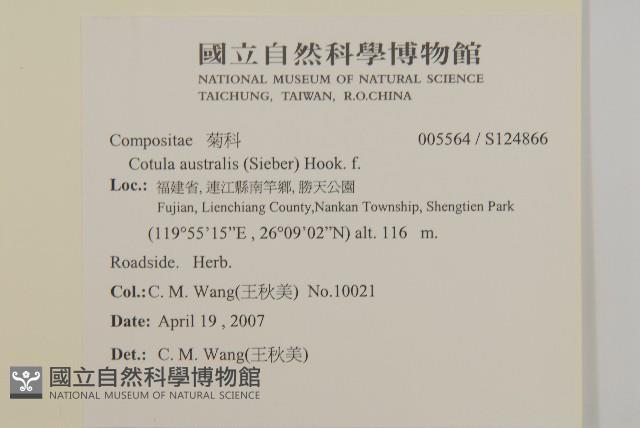 國立自然科學博物館
NATIONAL MUSEUM OF NATURAL SCIENCE
TAICHUNG, TAIWAN, R.O.CHINA
Compositae 菊科 005564 / S124866
Cotula australis (Sieber) Hook. f.
Loc.: 福建省, 連江縣南竿鄉, 勝天公園
Fujian, Lienchiang County,Nankan Township, Shengtien Park
(119°55'15”E , 26°09'02”N) alt. 116 m.
Roadside. Herb.
Col.: C. M. Wang(王秋美) No.10021
Date: April 19 , 2007
Det.: C. M. Wang(王秋美)
國立自然科學博物館
NATIONAL MUSEUM OF NATURAL SCIENCE